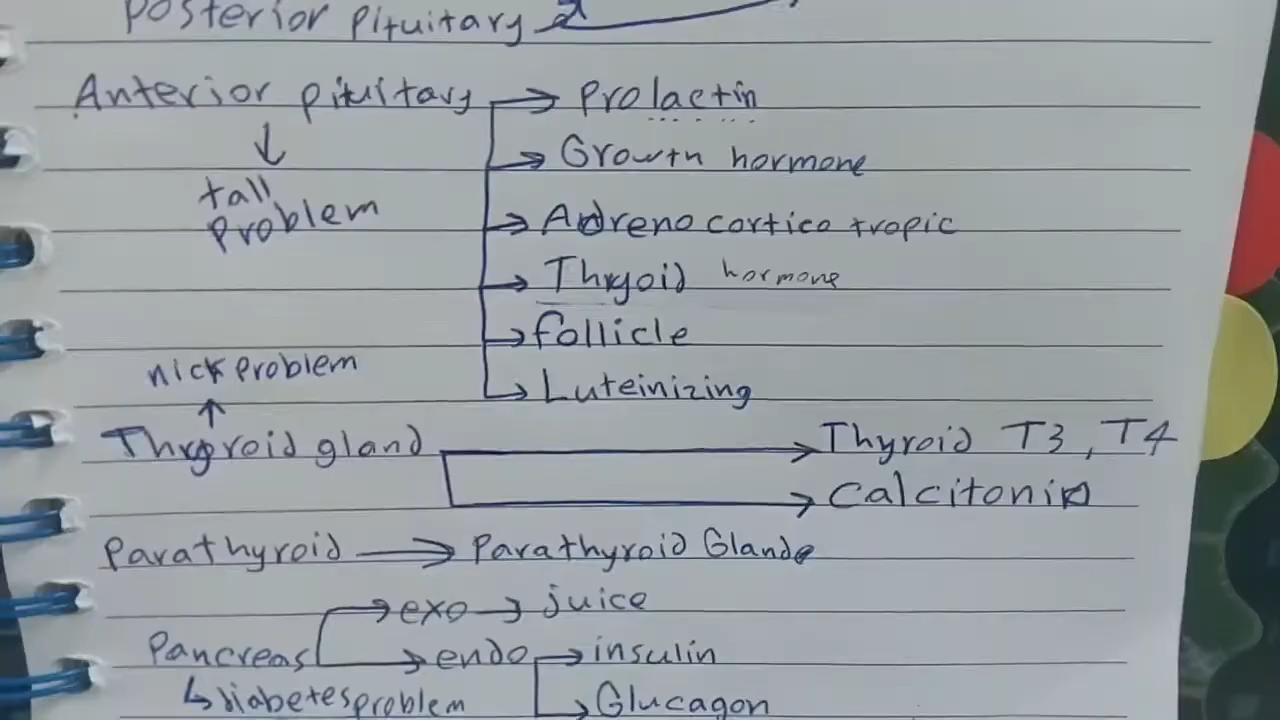 Posterior Pituitary
Anterior pituitary → Prolactin
↓
tall
Problem
→ Growth hormone
→ Adreno cortico tropic
→ Thyroid hormone
→ follicle
→ Luteinizing
nick problem
↑
Thyroid gland → Thyroid T3, T4
→ Calcitonin
Parathyroid → Parathyroid Glande
Pancreas → exo → juice
→ endo → insulin
↳ diabetes problem → Glucagon